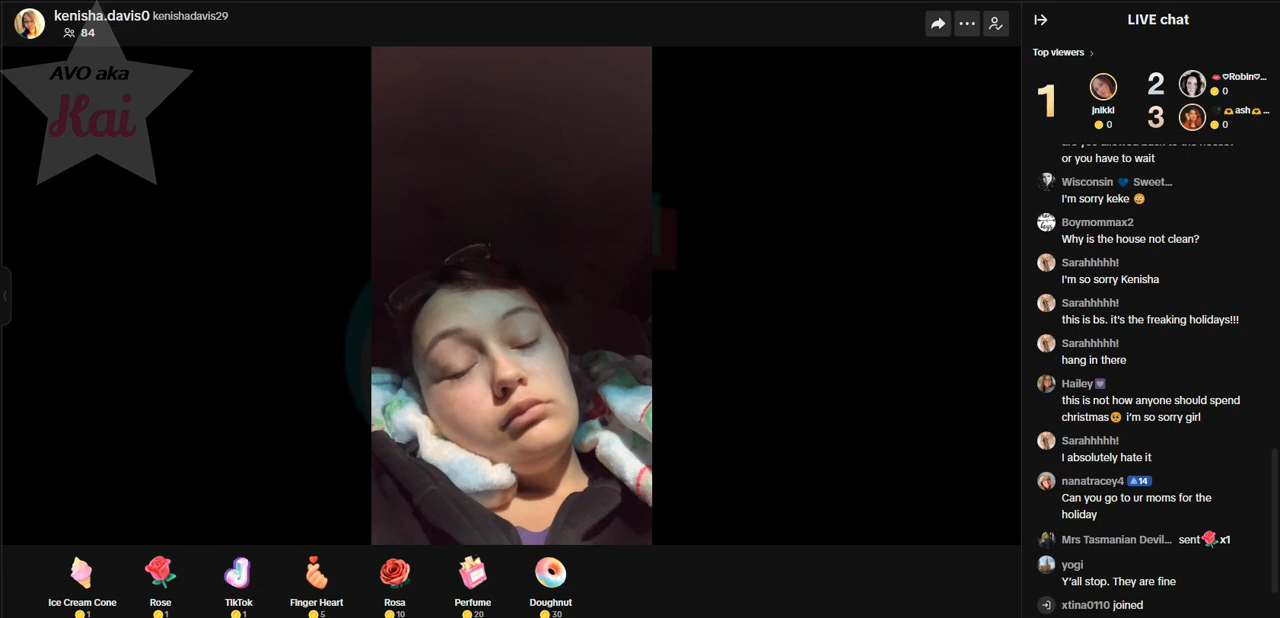 kenisha.davis0 kenishadavis29
84
AVO aka
Kai
LIVE chat
Top viewers
1
jnikki
0
2
♡Robin♡...
0
3
ash
...
0
or you have to wait
Wisconsin 💙 Sweet...
I'm sorry keke 😳
Boymommax2
Why is the house not clean?
Sarahhhhh!
I'm so sorry Kenisha
Sarahhhhh!
this is bs. it's the freaking holidays!!!
Sarahhhhh!
hang in there
Hailey💜
this is not how anyone should spend
christmas🥺 i'm so sorry girl
Sarahhhhh!
I absolutely hate it
nanatracey4 14
Can you go to ur moms for the
holiday
Mrs Tasmanian Devil... sent🌹x1
yogi
Y'all stop. They are fine
xtina0110 joined
Ice Cream Cone
1
Rose
1
TikTok
1
Finger Heart
5
Rosa
10
Perfume
20
Doughnut
30